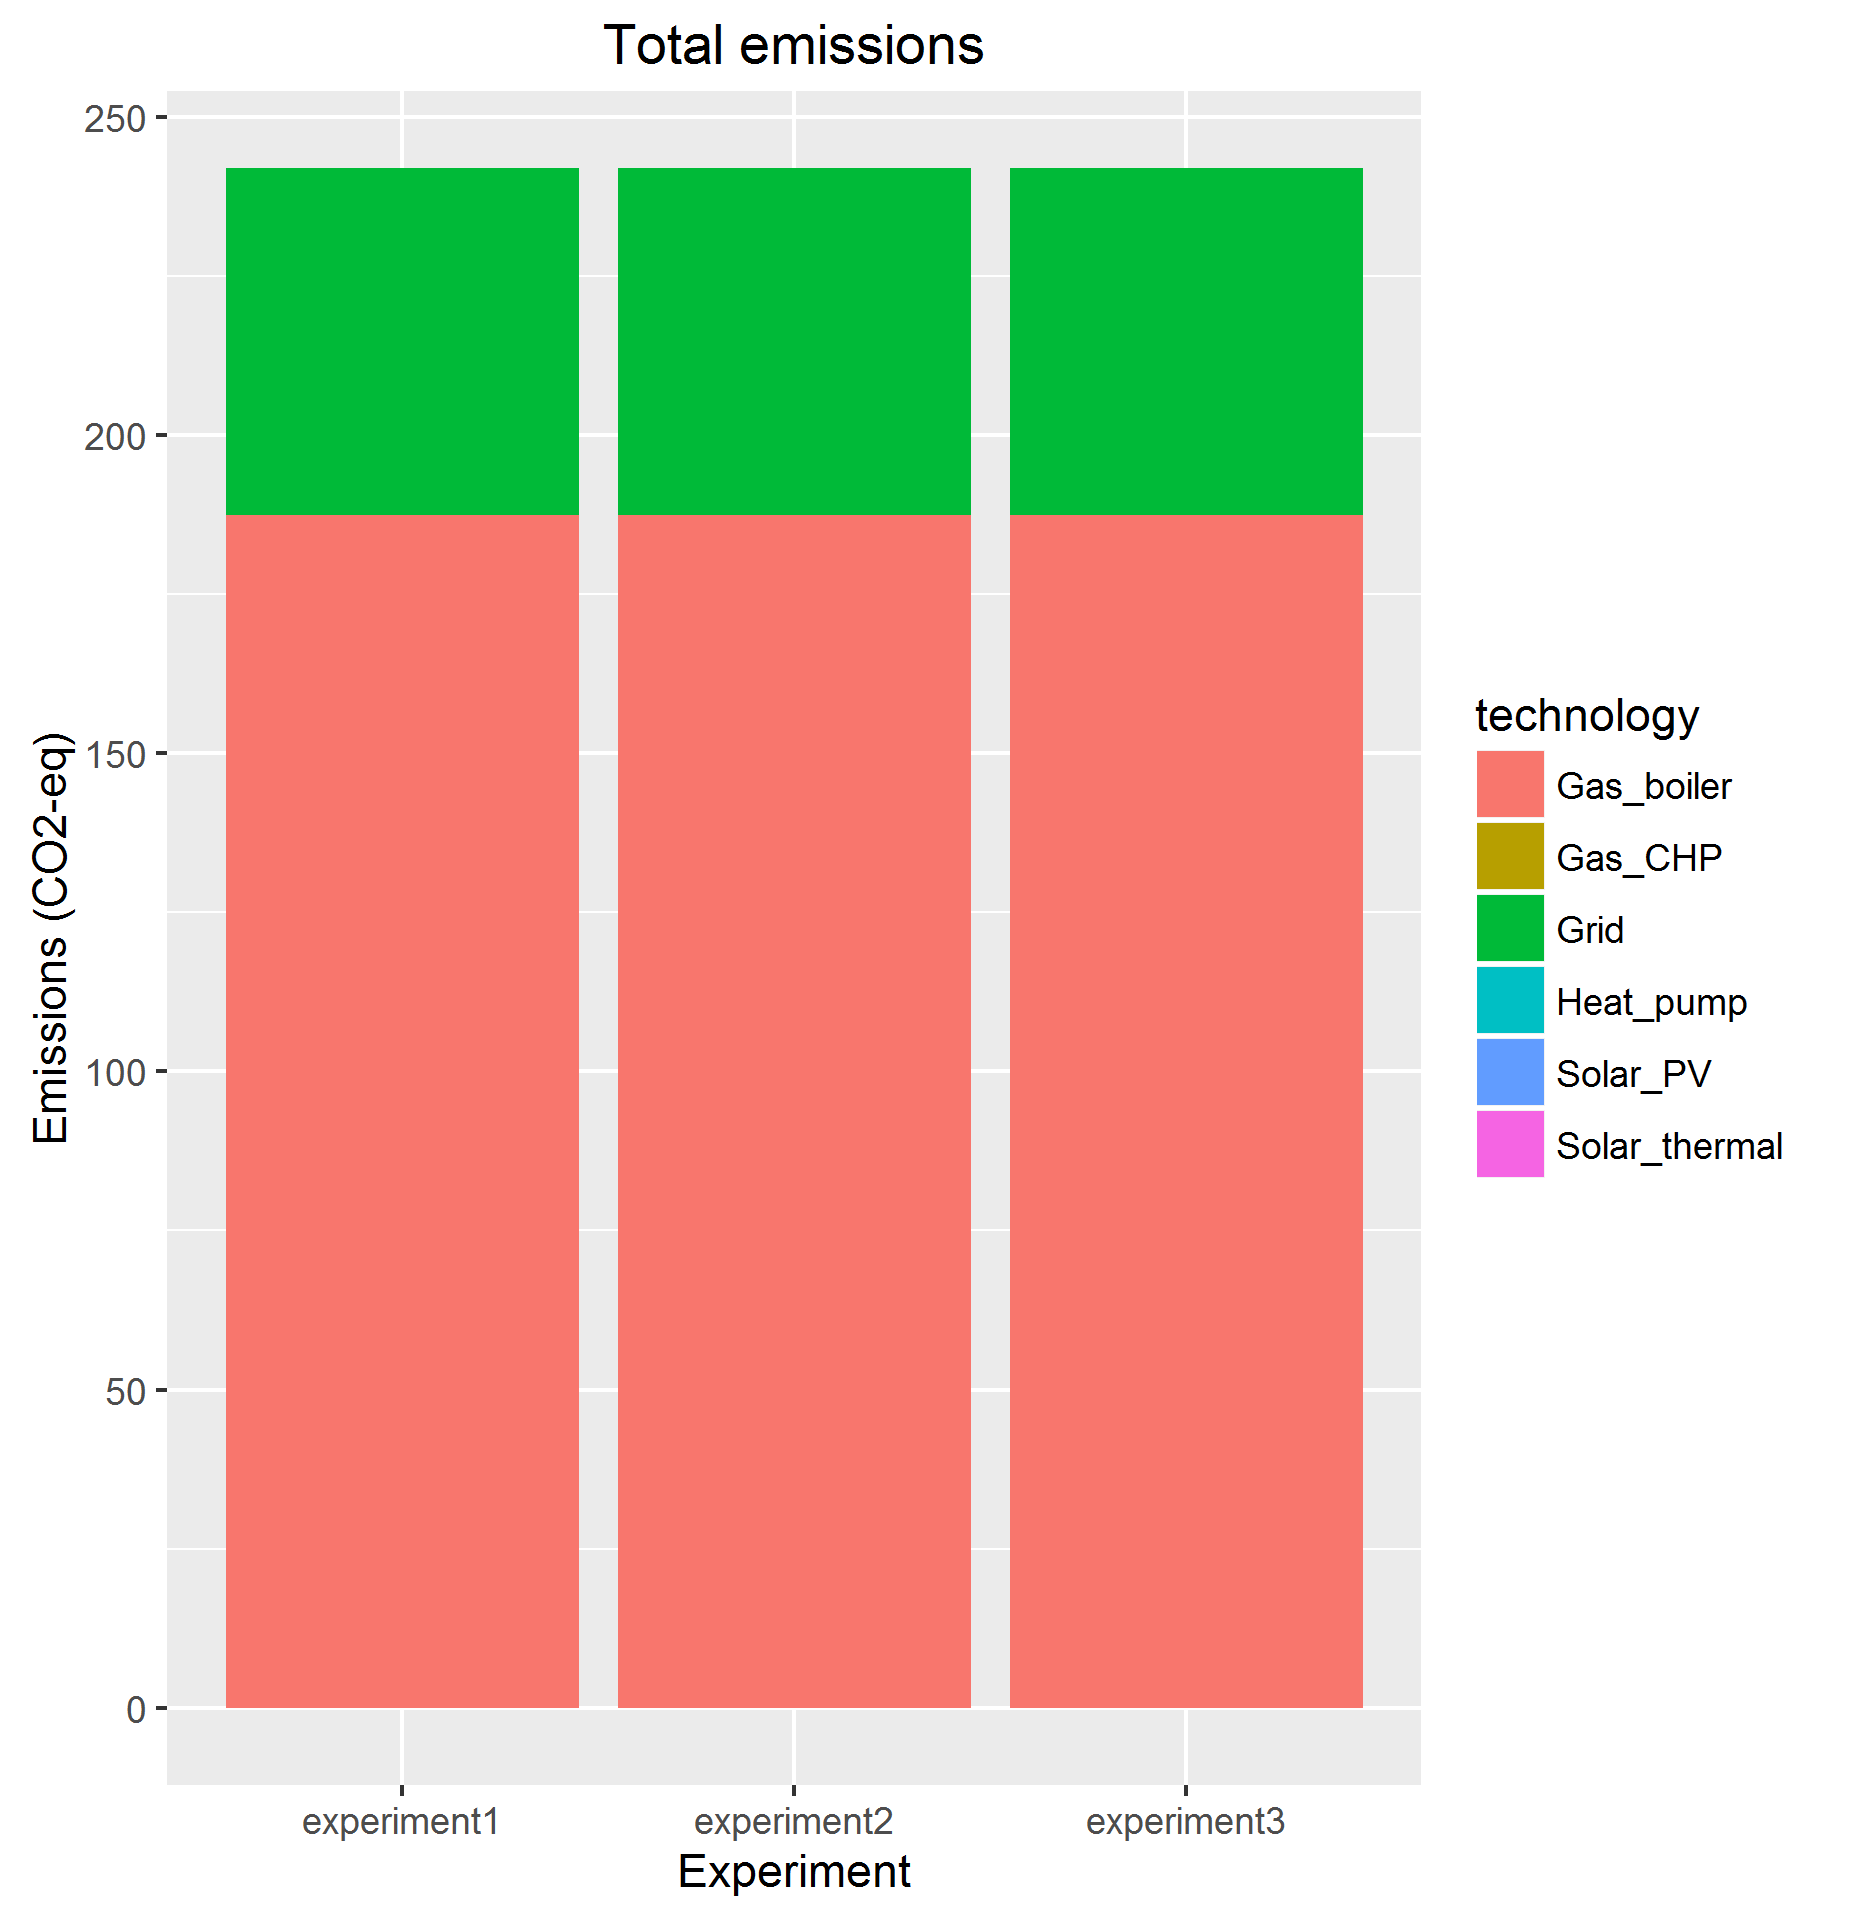 Total emissions
250
200
150
100
50
0
Emissions (CO2-eq)
experiment1
experiment2
experiment3
Experiment
technology
Gas_boiler
Gas_CHP
Grid
Heat_pump
Solar_PV
Solar_thermal